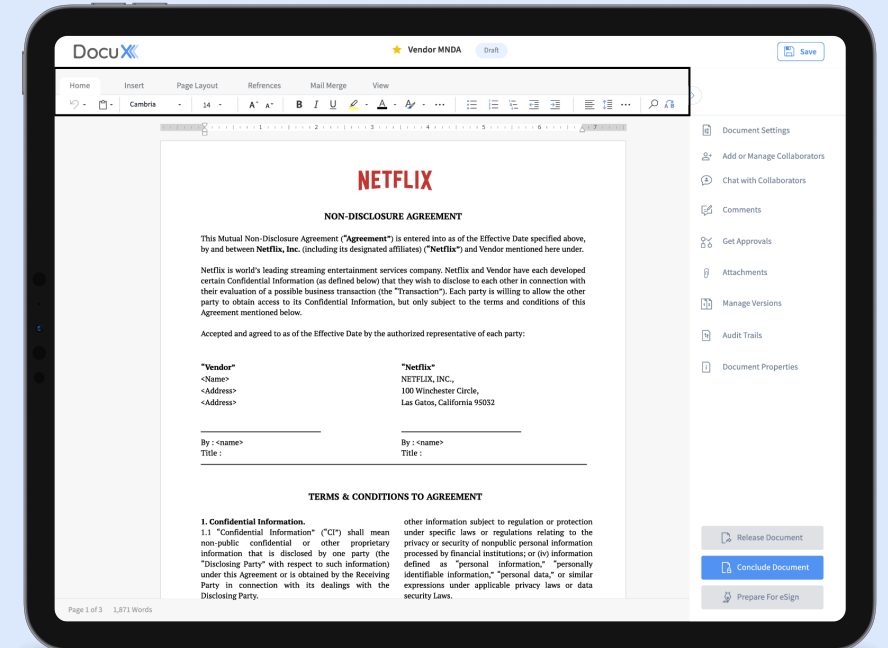 DocuX
Vendor MNDA
Draft
Save
Home Insert Page Layout Refrences Mail Merge View
Cambria 14 A A B I U A A
1 2 3 4 5 6 7
NETFLIX
NON-DISCLOSURE AGREEMENT
This Mutual Non-Disclosure Agreement ("Agreement") is entered into as of the Effective Date specified above,
by and between Netflix, Inc. (including its designated affiliates) ("Netflix") and Vendor mentioned here under.
Netflix is world's leading streaming entertainment services company. Netflix and Vendor have each developed
certain Confidential Information (as defined below) that they wish to disclose to each other in connection with
their evaluation of a possible business transaction (the "Transaction"). Each party is willing to allow the other
party to obtain access to its Confidential Information, but only subject to the terms and conditions of this
Agreement mentioned below.
Accepted and agreed to as of the Effective Date by the authorized representative of each party:
"Vendor"
<Name>
<Address>
<Address>
By : <name>
Title :
"Netflix"
NETFLIX, INC.,
100 Winchester Circle,
Las Gatos, California 95032
By : <name>
Title :
TERMS & CONDITIONS TO AGREEMENT
1. Confidential Information.
1.1 "Confidential Information" ("CI") shall mean
non-public confidential or other proprietary
information that is disclosed by one party (the
"Disclosing Party" with respect to such information)
under this Agreement or is obtained by the Receiving
Party in connection with its dealings with the
Disclosing Party.
other information subject to regulation or protection
under specific laws or regulations relating to the
privacy or security of nonpublic personal information
processed by financial institutions; or (iv) information
defined as "personal information," "personally
identifiable information," "personal data," or similar
expressions under applicable privacy laws or data
security Laws.
Page 1 of 3 1,871 Words
Document Settings
Add or Manage Collaborators
Chat with Collaborators
Comments
Get Approvals
Attachments
Manage Versions
Audit Trails
Document Properties
Release Document
Conclude Document
Prepare For eSign